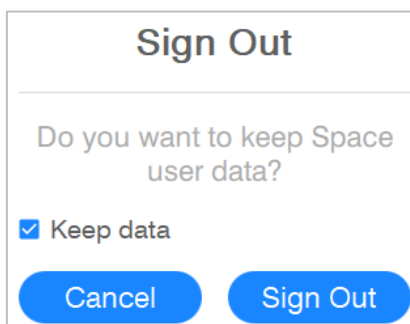 Sign Out
Do you want to keep Space
user data?
Keep data
Cancel
Sign Out